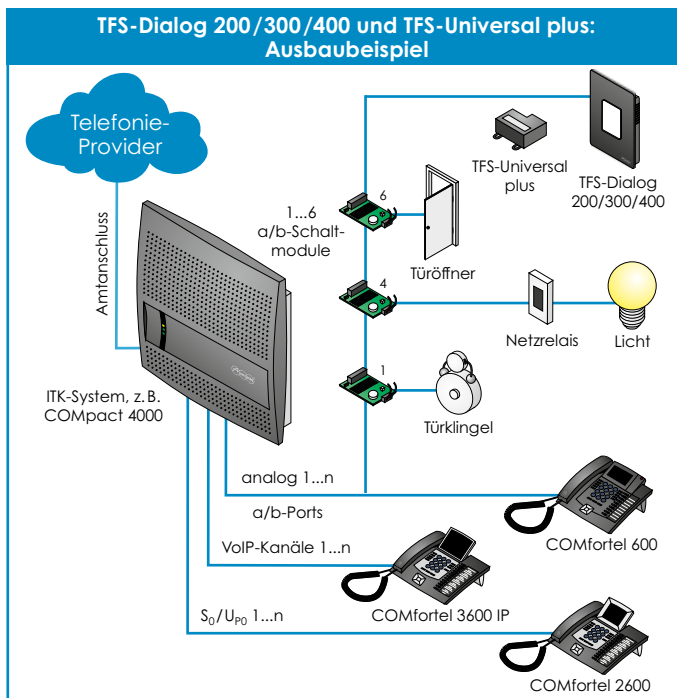 TFS-Dialog 200/300/400 und TFS-Universal plus:
Ausbaubeispiel
Telefonie-
Provider
Amtanschluss
ITK-System, z. B.
COMpact 4000
1...6
a/b-Schalt-
module
6
4
1
TFS-Universal
plus
TFS-Dialog
200/300/400
Türöffner
Netzrelais
Licht
Türklingel
analog 1...n
a/b-Ports
COMfortel 600
VoIP-Kanäle 1...n
COMfortel 3600 IP
S₀/Uₚ₀ 1...n
COMfortel 2600